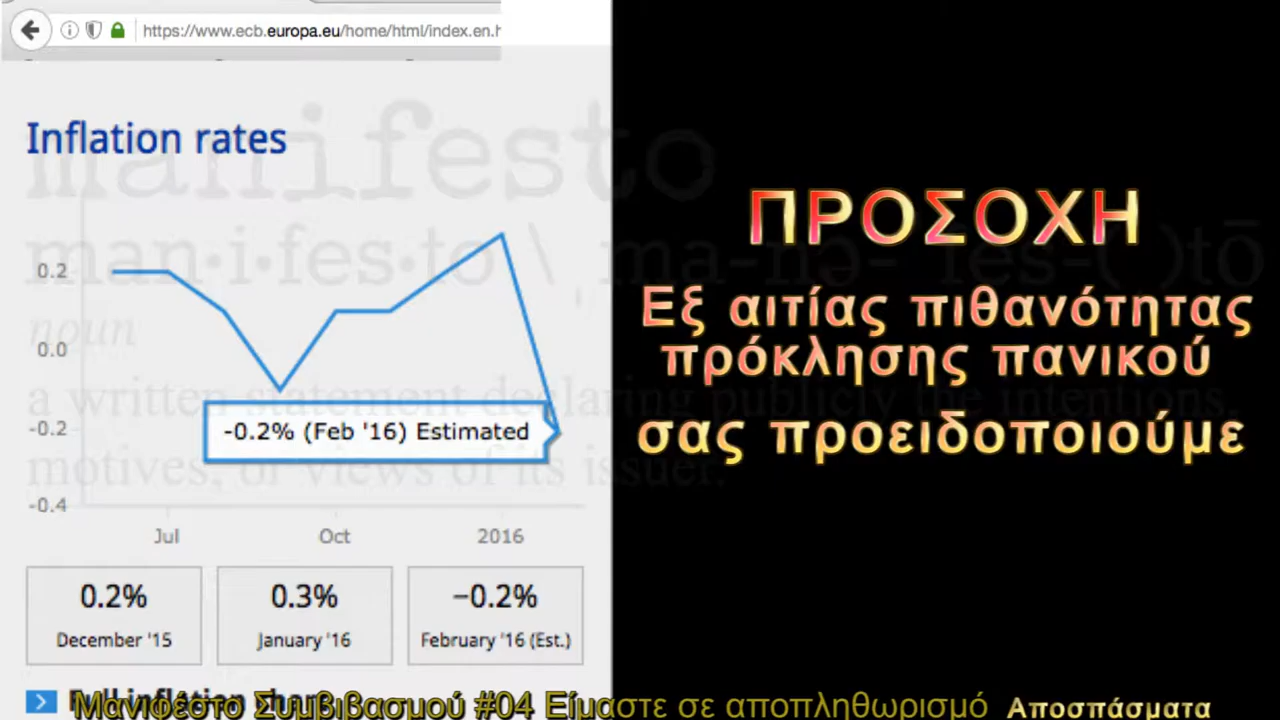 https://www.ecb.europa.eu/home/html/index.en.h
manifesto
Inflation rates
man·i·fes·to \ ˌma-nə-ˈfes-( )tō
noun
a written statement declaring publicly the intentions,
motives, or views of its issuer.
0.2
0.0
-0.2
-0.4
-0.2% (Feb '16) Estimated
Jul Oct 2016
0.2% 0.3% −0.2%
December '15 January '16 February '16 (Est.)
Full inflation
ΠΡΟΣΟΧΗ
Εξ αιτίας πιθανότητας
πρόκλησης πανικού
σας προειδοποιούμε
Μανιφέστο Συμβιβασμού #04 Είμαστε σε αποπληθωρισμό Αποσπάσματα